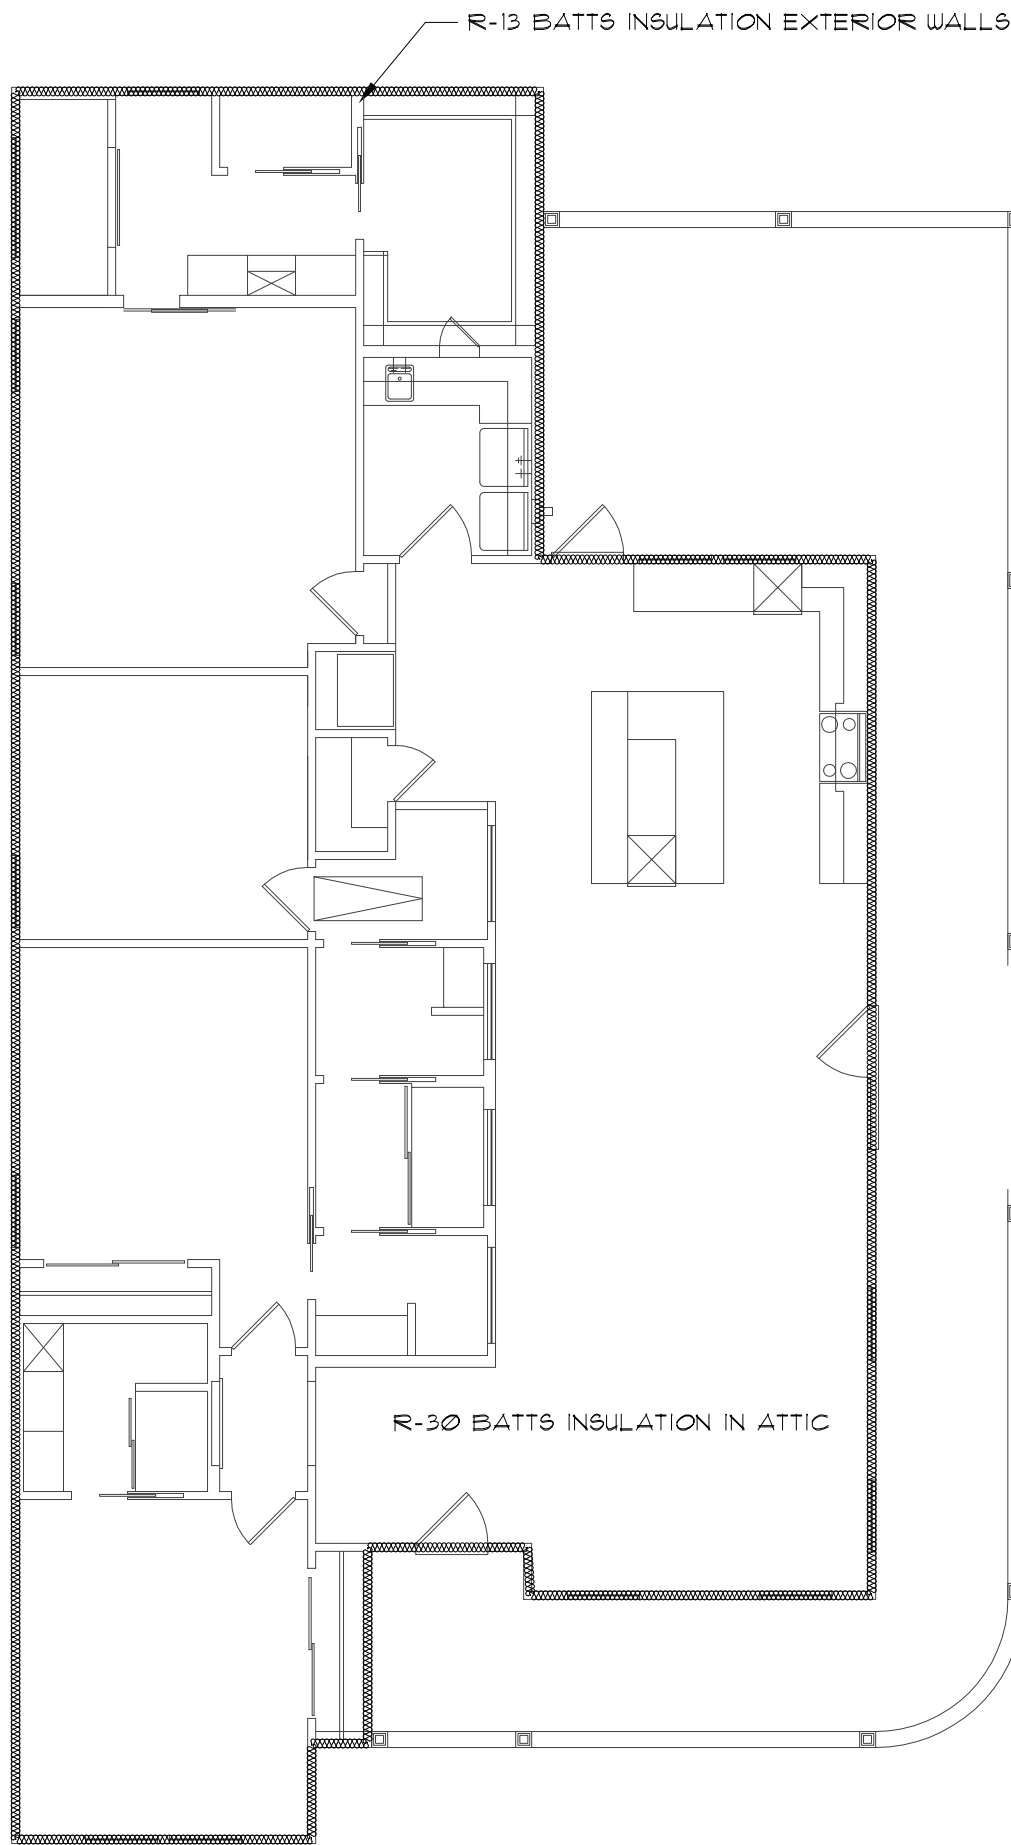 R-13 BATTS INSULATION EXTERIOR WALLS
R-30 BATTS INSULATION IN ATTIC